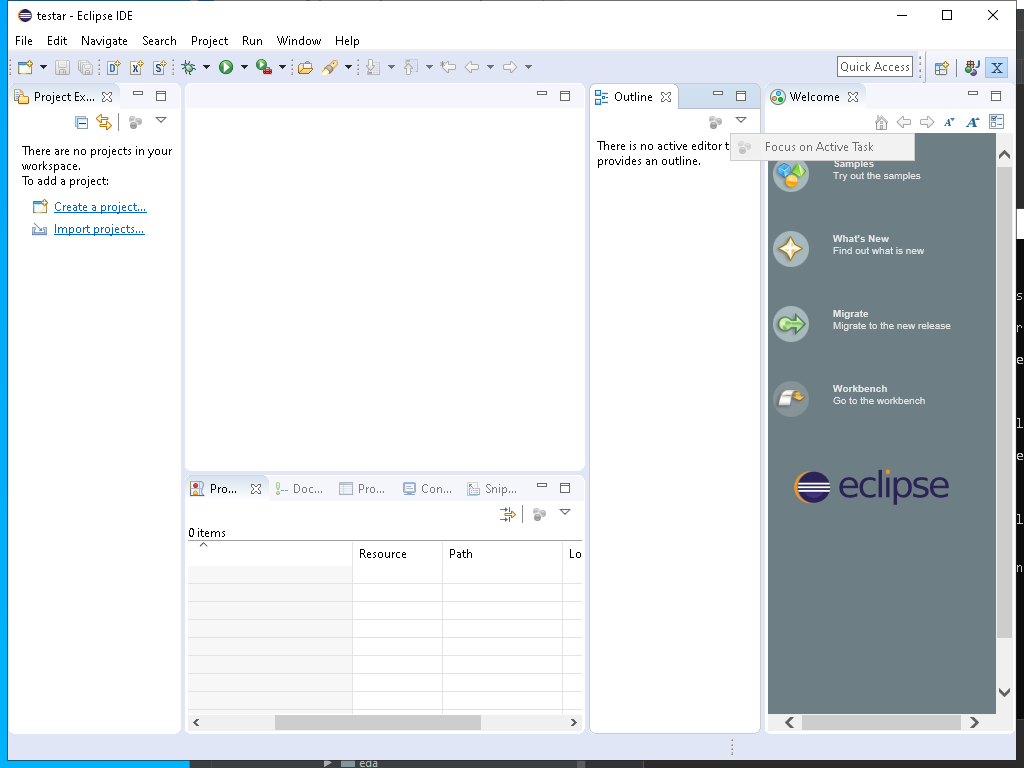 testar - Eclipse IDE
File Edit Navigate Search Project Run Window Help
Quick Access
Project Ex...
Outline
Welcome
There are no projects in your
workspace.
To add a project:
Create a project...
Import projects...
There is no active editor t
provides an outline.
Focus on Active Task
Samples
Try out the samples
What's New
Find out what is new
Migrate
Migrate to the new release
Workbench
Go to the workbench
eclipse
Pro... Doc... Pro... Con... Snip...
0 items
Resource Path Lo
eda